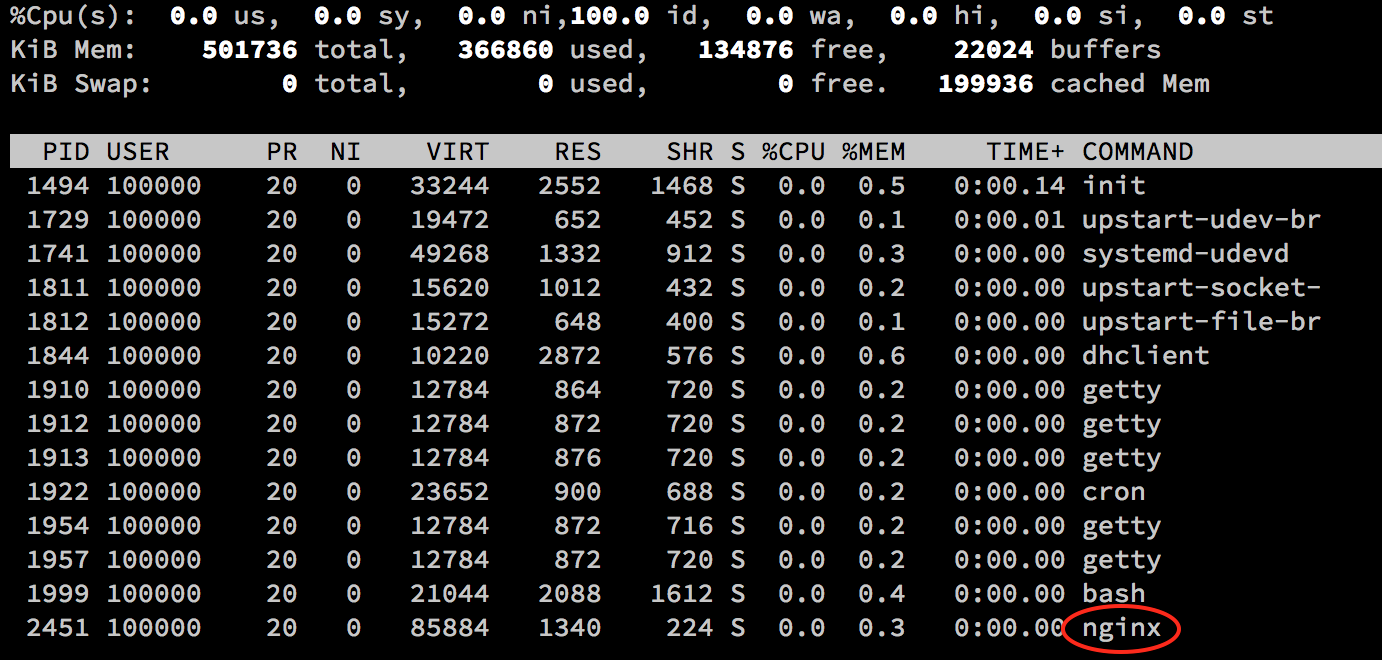 %Cpu(s):  0.0 us,  0.0 sy,  0.0 ni,100.0 id,  0.0 wa,  0.0 hi,  0.0 si,  0.0 st
KiB Mem:    501736 total,   366860 used,   134876 free,    22024 buffers
KiB Swap:        0 total,        0 used,        0 free.   199936 cached Mem
PID USER      PR  NI    VIRT    RES    SHR S %CPU %MEM     TIME+ COMMAND
1494 100000    20   0   33244   2552   1468 S  0.0  0.5   0:00.14 init
1729 100000    20   0   19472    652    452 S  0.0  0.1   0:00.01 upstart-udev-br
1741 100000    20   0   49268   1332    912 S  0.0  0.3   0:00.00 systemd-udevd
1811 100000    20   0   15620   1012    432 S  0.0  0.2   0:00.00 upstart-socket-
1812 100000    20   0   15272    648    400 S  0.0  0.1   0:00.00 upstart-file-br
1844 100000    20   0   10220   2872    576 S  0.0  0.6   0:00.00 dhclient
1910 100000    20   0   12784    864    720 S  0.0  0.2   0:00.00 getty
1912 100000    20   0   12784    872    720 S  0.0  0.2   0:00.00 getty
1913 100000    20   0   12784    876    720 S  0.0  0.2   0:00.00 getty
1922 100000    20   0   23652    900    688 S  0.0  0.2   0:00.00 cron
1954 100000    20   0   12784    872    716 S  0.0  0.2   0:00.00 getty
1957 100000    20   0   12784    872    720 S  0.0  0.2   0:00.00 getty
1999 100000    20   0   21044   2088   1612 S  0.0  0.4   0:00.00 bash
2451 100000    20   0   85884   1340    224 S  0.0  0.3   0:00.00 nginx